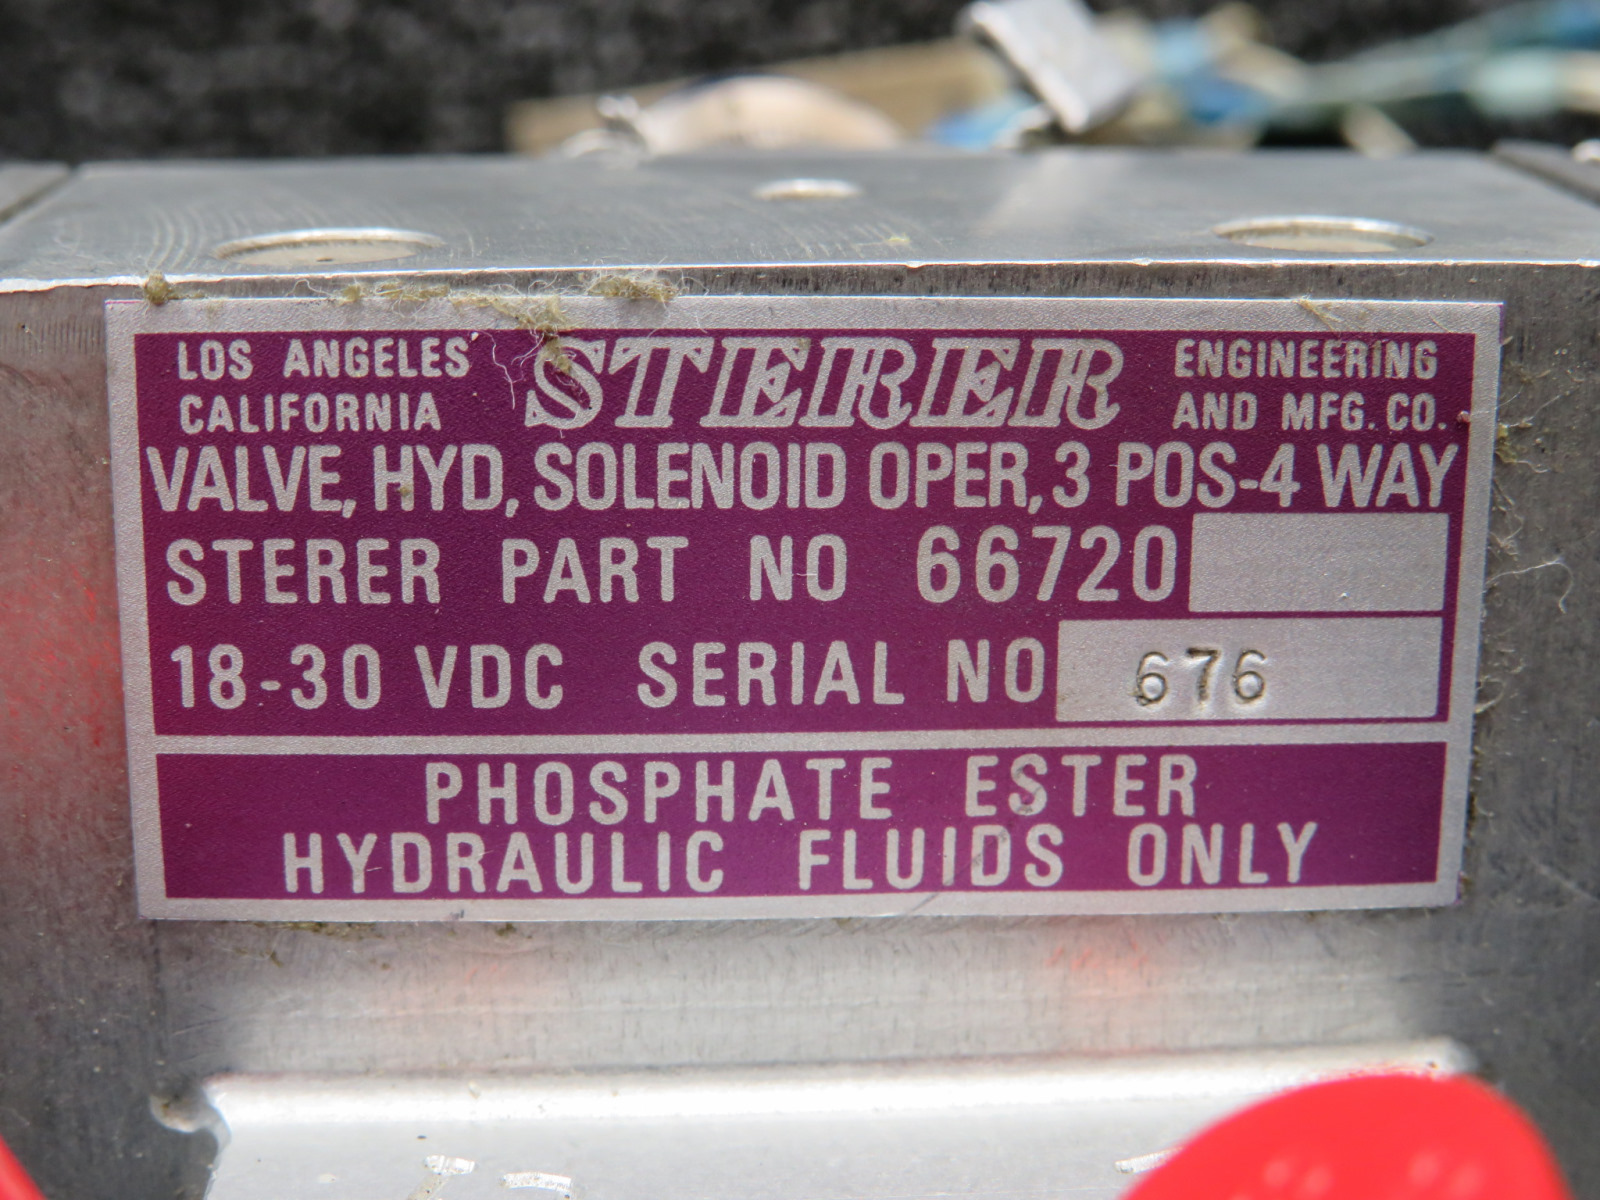 LOS ANGELES CALIFORNIA STERER ENGINEERING AND MFG. CO.
VALVE, HYD, SOLENOID OPER, 3 POS-4 WAY
STERER PART NO 66720
18-30 VDC SERIAL NO 676
PHOSPHATE ESTER
HYDRAULIC FLUIDS ONLY